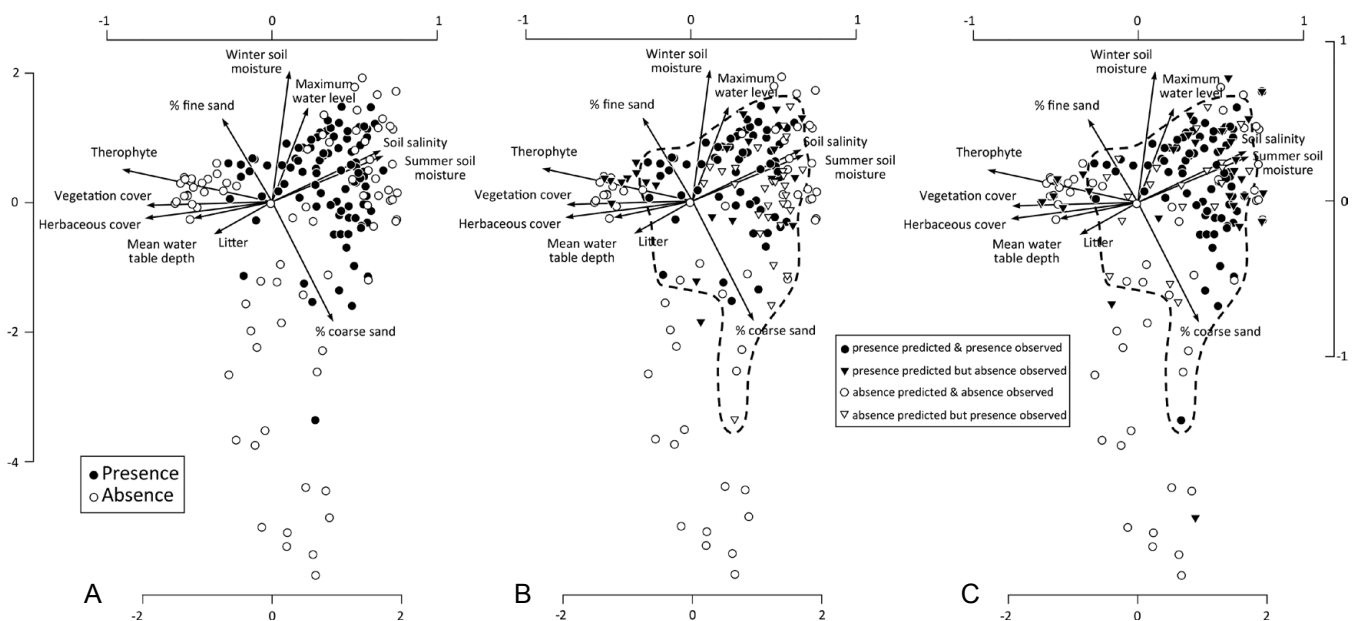 -1 0 1
-1 0 1
-1 0 1
2
0
-2
-4
1
0
-1
Winter soil
moisture
Maximum
water level
% fine sand
Therophyte
Soil salinity
Summer soil
moisture
Vegetation cover
Herbaceous cover
Mean water
table depth
Litter
% coarse sand
Presence
Absence
A
-2 0 2
Winter soil
moisture
Maximum
water level
% fine sand
Therophyte
Soil salinity
Summer soil
moisture
Vegetation cover
Herbaceous cover
Mean water
table depth
Litter
% coarse sand
B
-2 0 2
presence predicted & presence observed
presence predicted but absence observed
absence predicted & absence observed
absence predicted but presence observed
Winter soil
moisture
Maximum
water level
% fine sand
Therophyte
Soil salinity
Summer soil
moisture
Vegetation cover
Herbaceous cover
Mean water
table depth
Litter
% coarse sand
C
-2 0 2